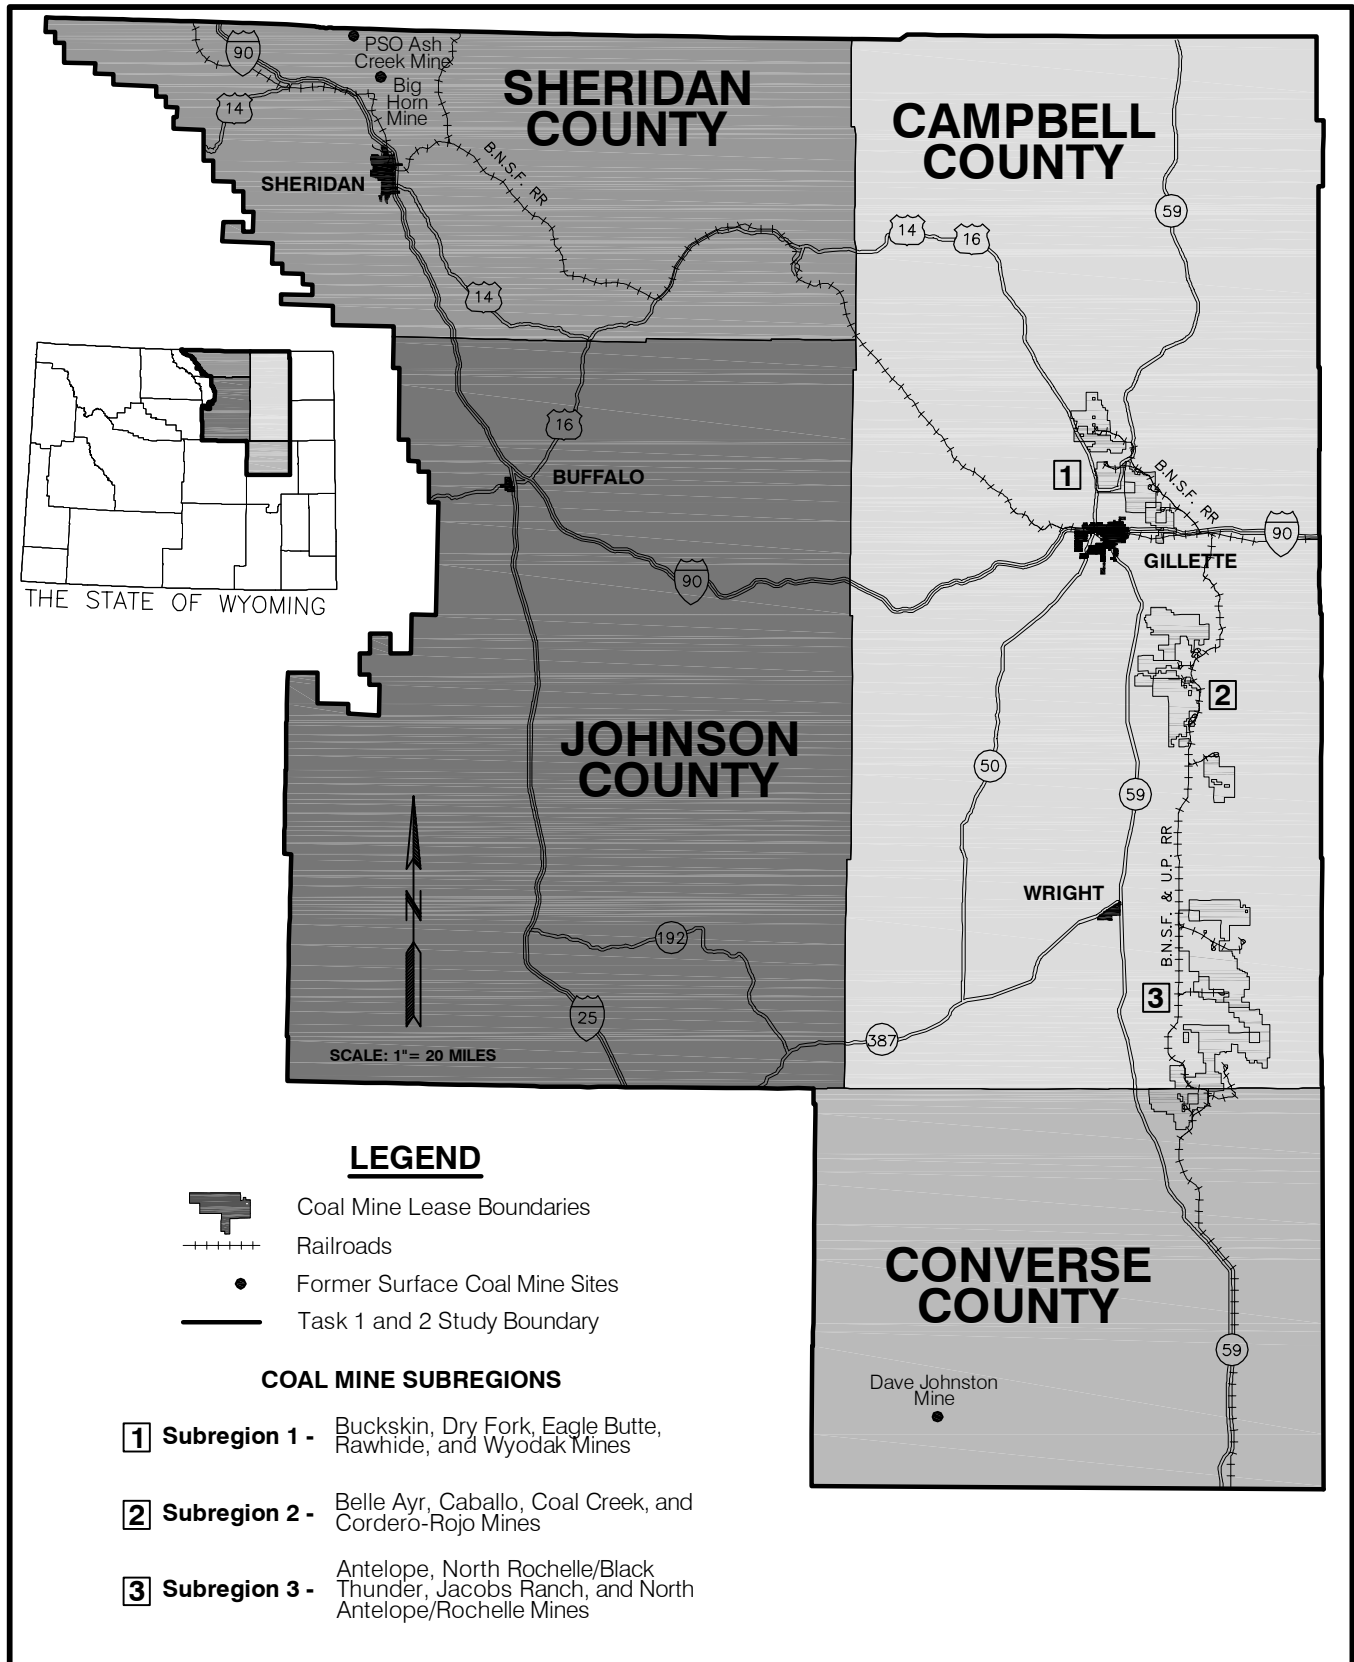 90
14
PSO Ash
Creek Mine
Big
Horn
Mine
SHERIDAN
COUNTY
CAMPBELL
COUNTY
SHERIDAN
B.N.S.F. RR
59
14
16
14
16
BUFFALO
1
B.N.S.F. RR
90
GILLETTE
90
THE STATE OF WYOMING
2
JOHNSON
COUNTY
50
59
B.N.S.F. & U.P. RR
WRIGHT
N
192
3
25
387
SCALE: 1"= 20 MILES
LEGEND
Coal Mine Lease Boundaries
Railroads
Former Surface Coal Mine Sites
Task 1 and 2 Study Boundary
CONVERSE
COUNTY
59
Dave Johnston
Mine
COAL MINE SUBREGIONS
1 Subregion 1 - Buckskin, Dry Fork, Eagle Butte,
Rawhide, and Wyodak Mines
2 Subregion 2 - Belle Ayr, Caballo, Coal Creek, and
Cordero-Rojo Mines
3 Subregion 3 - Antelope, North Rochelle/Black
Thunder, Jacobs Ranch, and North
Antelope/Rochelle Mines